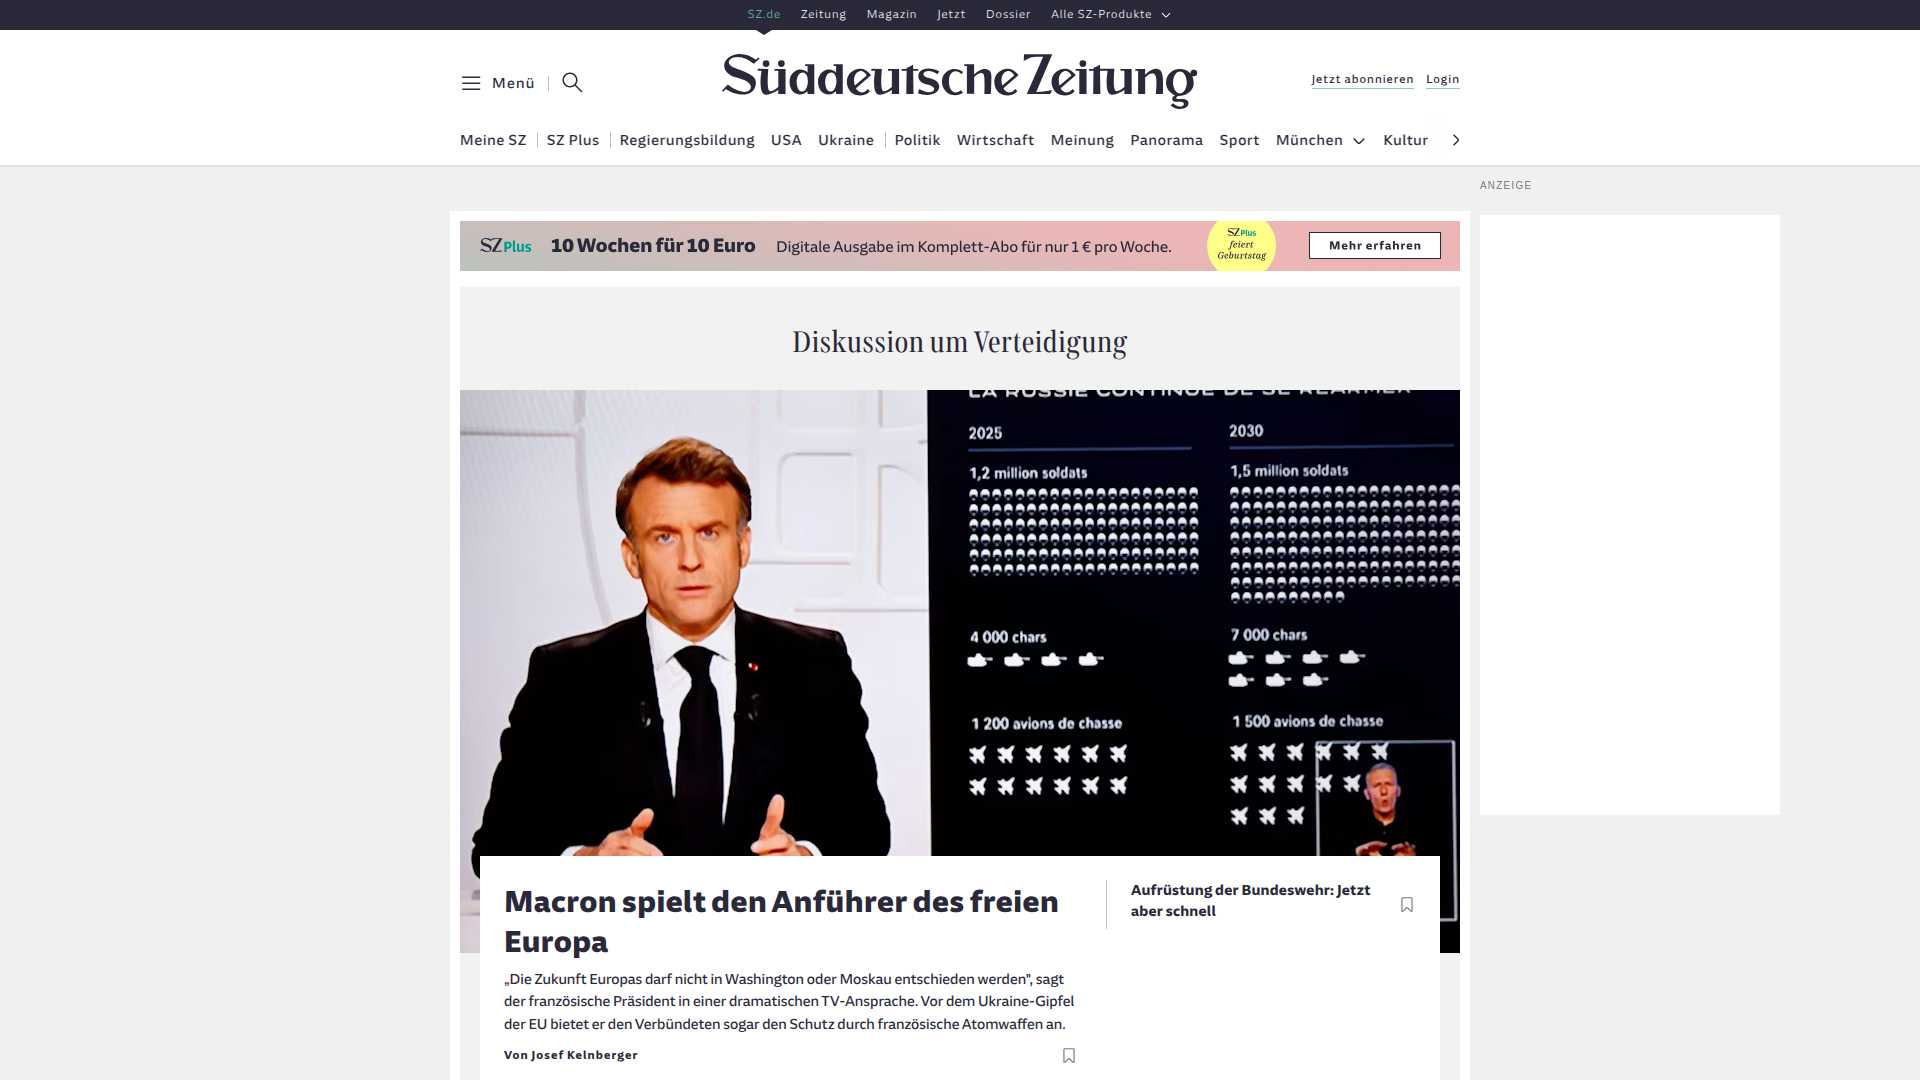 SZ.de Zeitung Magazin Jetzt Dossier Alle SZ-Produkte
Menü
Süddeutsche Zeitung
Jetzt abonnieren Login
Meine SZ SZ Plus Regierungsbildung USA Ukraine Politik Wirtschaft Meinung Panorama Sport München Kultur
ANZEIGE
SZ Plus 10 Wochen für 10 Euro Digitale Ausgabe im Komplett-Abo für nur 1 € pro Woche.
SZ Plus
feiert
Geburtstag
Mehr erfahren
Diskussion um Verteidigung
LA RUSSIE CONTINUE DE SE RÉARMER
2025
2030
1,2 million soldats
1,5 million soldats
4 000 chars
7 000 chars
1 200 avions de chasse
1 500 avions de chasse
Macron spielt den Anführer des freien
Europa
„Die Zukunft Europas darf nicht in Washington oder Moskau entschieden werden", sagt
der französische Präsident in einer dramatischen TV-Ansprache. Vor dem Ukraine-Gipfel
der EU bietet er den Verbündeten sogar den Schutz durch französische Atomwaffen an.
Von Josef Kelnberger
Aufrüstung der Bundeswehr: Jetzt
aber schnell